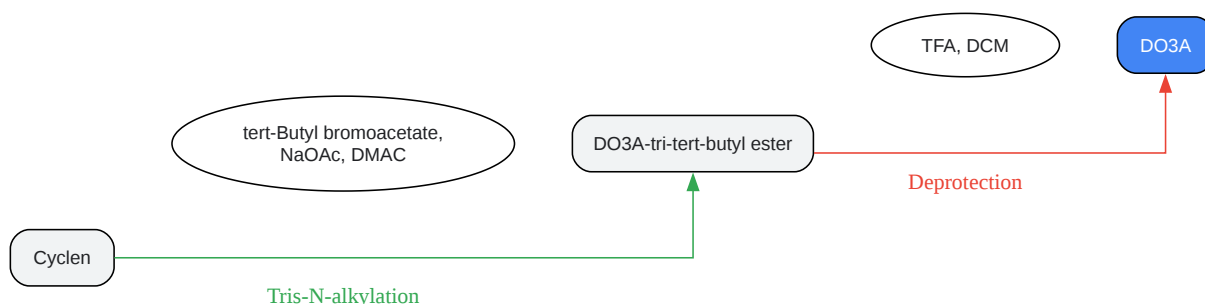 TFA, DCM
DO3A
tert-Butyl bromoacetate,
NaOAc, DMAC
DO3A-tri-tert-butyl ester
Deprotection
Cyclen
Tris-N-alkylation